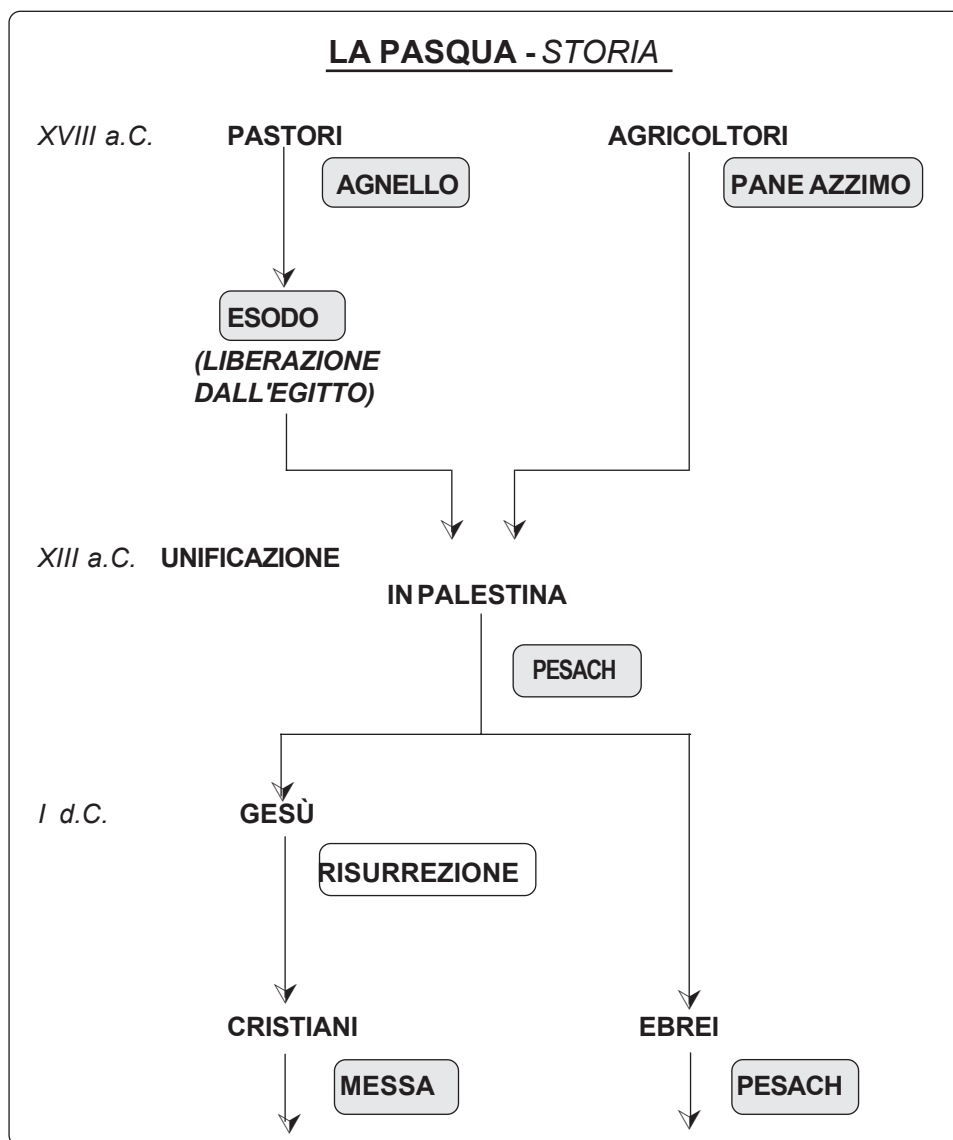 LA PASQUA - STORIA
XVIII a.C. PASTORI AGRICOLTORI
AGNELLO PANE AZZIMO
ESODO
(LIBERAZIONE
DALL'EGITTO)
XIII a.C. UNIFICAZIONE
IN PALESTINA
PESACH
I d.C. GESÙ
RISURREZIONE
CRISTIANI EBREI
MESSA PESACH